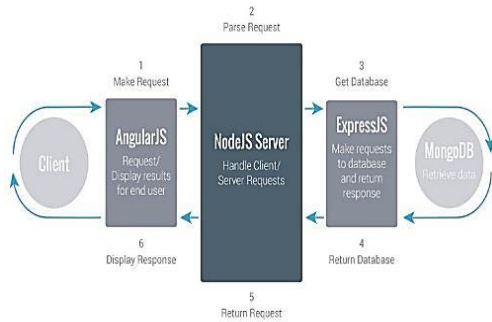 2
Parse Request
1
Make Request
3
Get Database
Client
AngularJS
Request/
Display results
for end user
NodeJS Server
Handle Client/
Server Requests
ExpressJS
Make requests
to database
and return
response
MongoDB
Retrieve data
6
Display Response
4
Return Database
5
Return Request